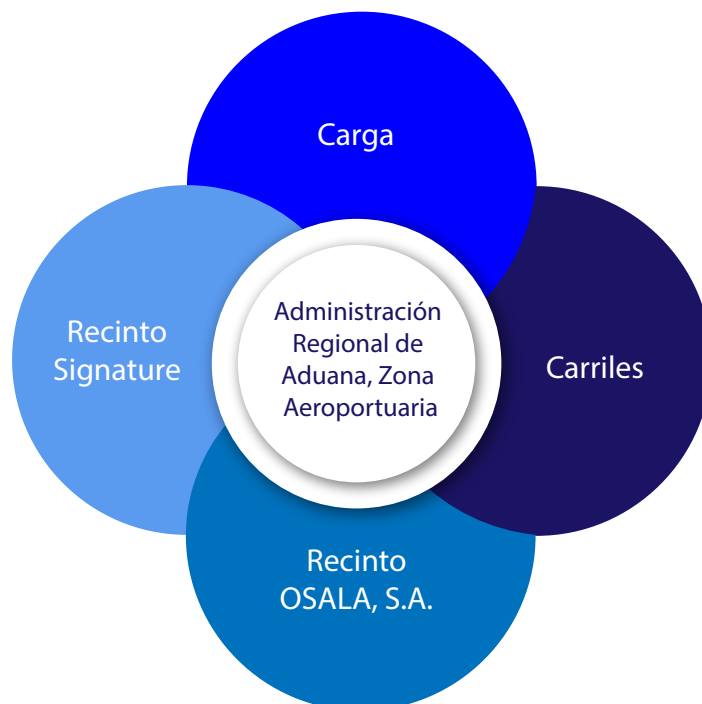 Carga
Recinto
Signature
Administración
Regional de
Aduana, Zona
Aeroportuaria
Carriles
Recinto
OSALA, S.A.